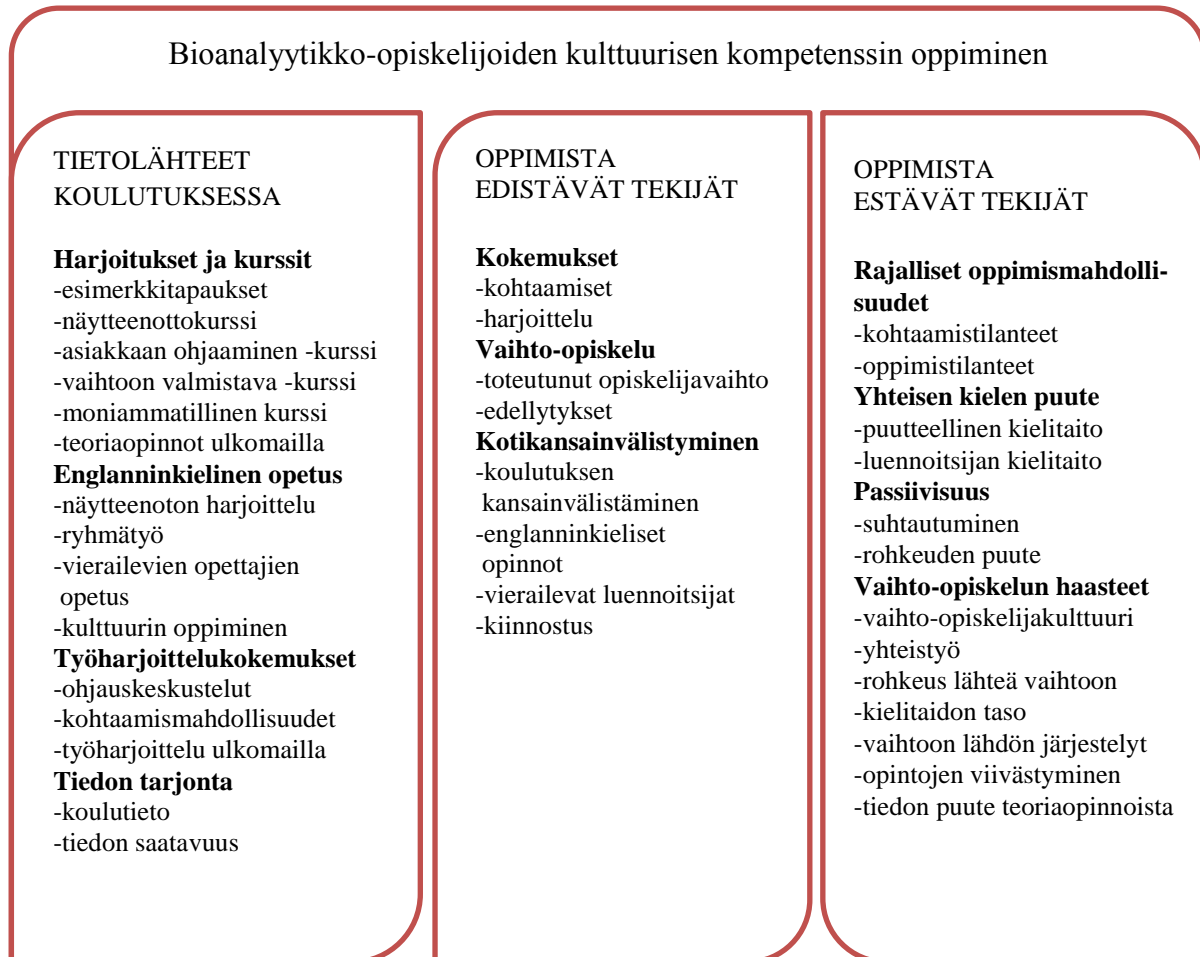 Bioanalyytikko-opiskelijoiden kulttuurisen kompetenssin oppiminen
TIETOLÄHTEET
KOULUTUKSESSA
Harjoitukset ja kurssit
-esimerkkitapaukset
-näytteenottokurssi
-asiakkaan ohjaaminen -kurssi
-vaihtoon valmistava -kurssi
-moniammatillinen kurssi
-teoriaopinnot ulkomailla
Englanninkielinen opetus
-näytteenoton harjoittelu
-ryhmätyö
-vierailevien opettajien
opetus
-kulttuurin oppiminen
Työharjoittelukokemukset
-ohjauskeskustelut
-kohtaamismahdollisuudet
-työharjoittelu ulkomailla
Tiedon tarjonta
-koulutieto
-tiedon saatavuus
OPPIMISTA
EDISTÄVÄT TEKIJÄT
Kokemukset
-kohtaamiset
-harjoittelu
Vaihto-opiskelu
-toteutunut opiskelijavaihto
-edellytykset
Kotikansainvälistyminen
-koulutuksen
kansainvälistäminen
-englanninkieliset
opinnot
-vierailevat luennoitsijat
-kiinnostus
OPPIMISTA
ESTÄVÄT TEKIJÄT
Rajalliset oppimismahdolli-
suudet
-kohtaamistilanteet
-oppimistilanteet
Yhteisen kielen puute
-puutteellinen kielitaito
-luennoitsijan kielitaito
Passiivisuus
-suhtautuminen
-rohkeuden puute
Vaihto-opiskelun haasteet
-vaihto-opiskelijakulttuuri
-yhteistyö
-rohkeus lähteä vaihtoon
-kielitaidon taso
-vaihtoon lähdön järjestelyt
-opintojen viivästyminen
-tiedon puute teoriaopinnoista